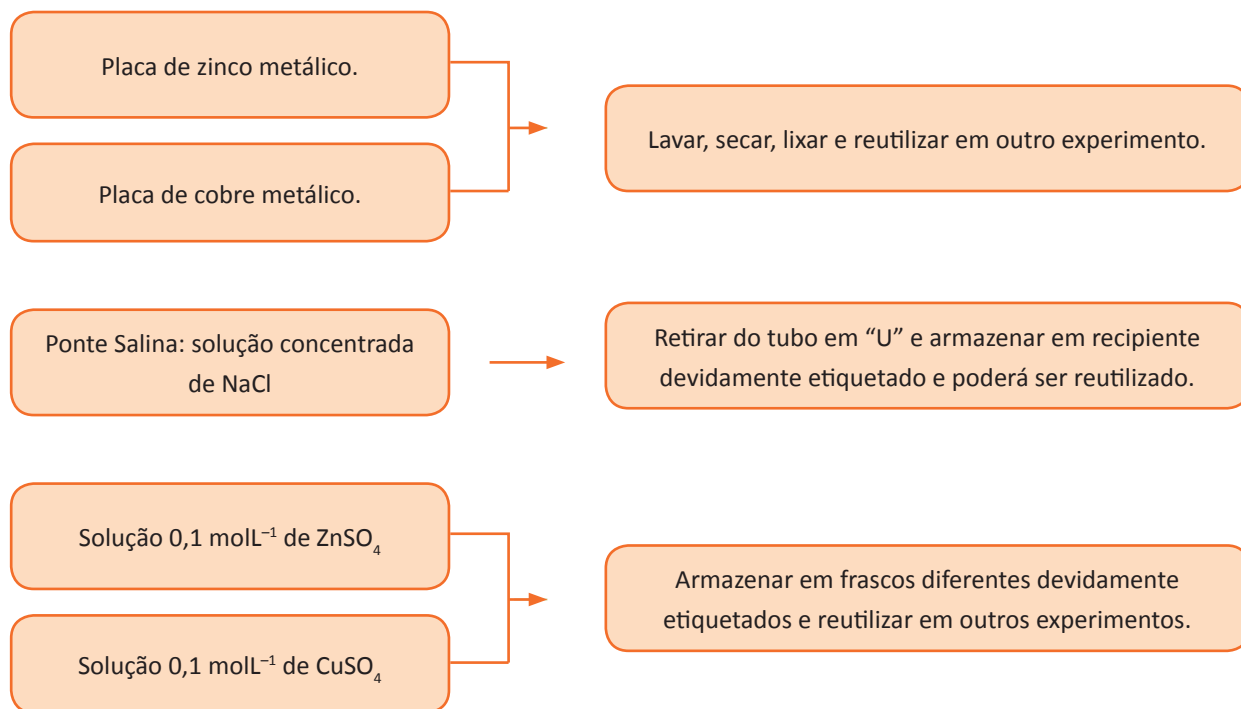 Placa de zinco metálico.
Placa de cobre metálico.
Lavar, secar, lixar e reutilizar em outro experimento.
Ponte Salina: solução concentrada
de NaCl
Retirar do tubo em “U” e armazenar em recipiente
devidamente etiquetado e poderá ser reutilizado.
Solução 0,1 molL⁻¹ de ZnSO₄
Solução 0,1 molL⁻¹ de CuSO₄
Armazenar em frascos diferentes devidamente
etiquetados e reutilizar em outros experimentos.